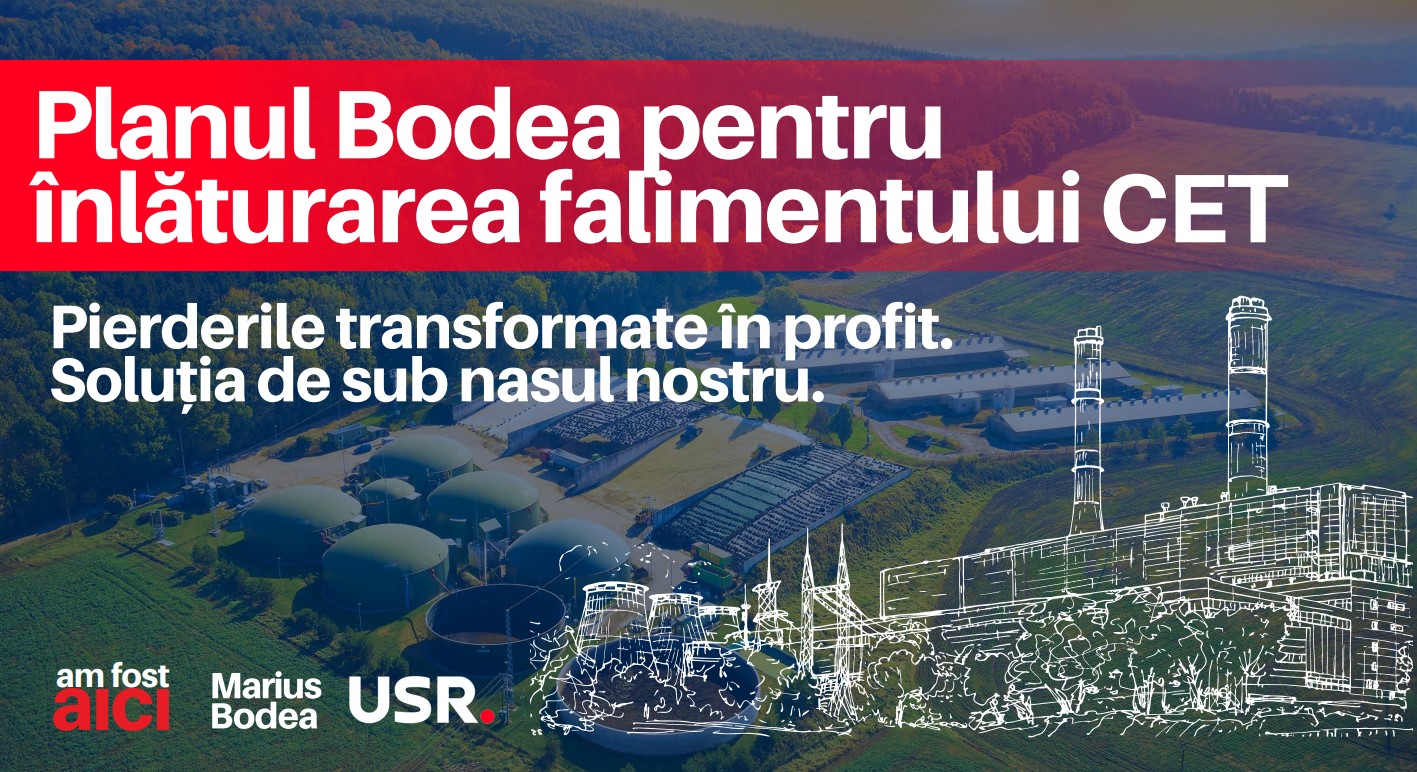 Planul Bodea pentru
înlăturarea falimentului CET
Pierderile transformate în profit.
Soluția de sub nasul nostru.
am fost
aici
Marius
Bodea
USR.